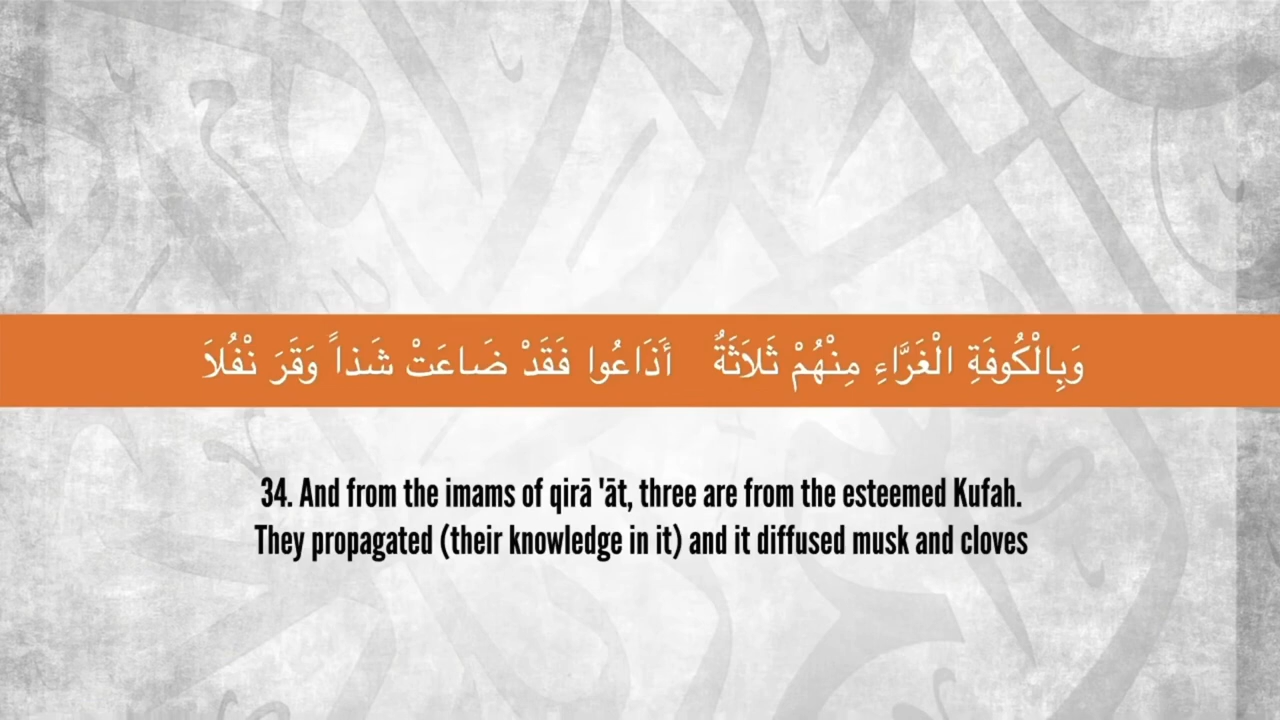 وَبِالْكُوفَةِ الْغَرَّاءِ مِنْهُمْ ثَلَاثَةٌ أَذَاعُوا فَقَدْ ضَاعَتْ شَذاً وَقَرَ نْفُلَا
34. And from the imams of qirā 'āt, three are from the esteemed Kufah.
They propagated (their knowledge in it) and it diffused musk and cloves